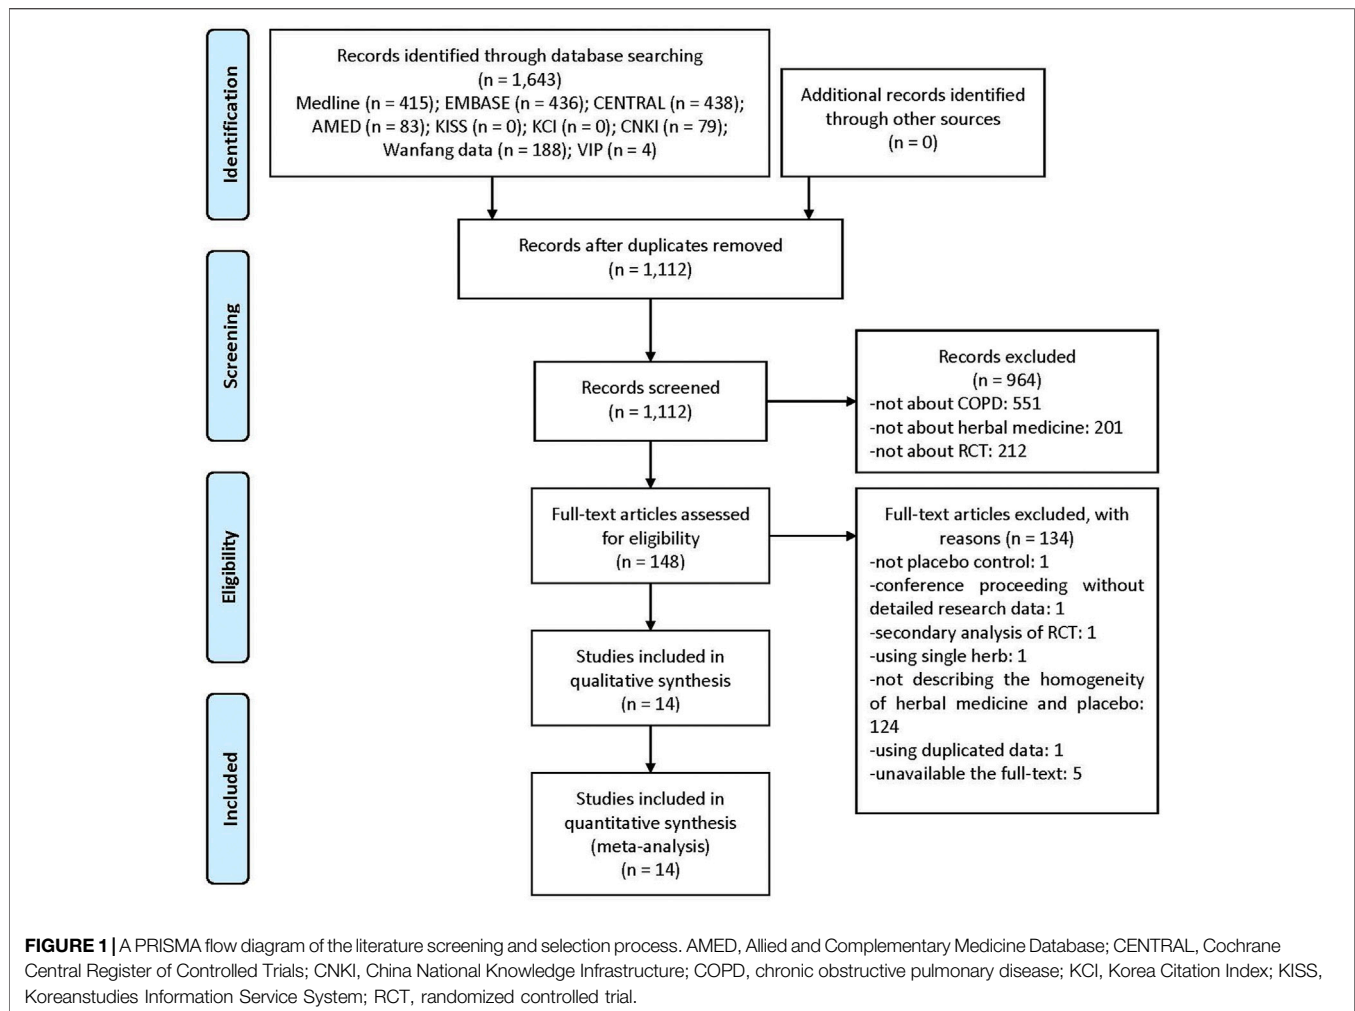 Identification
Records identified through database searching
(n = 1,643)
Medline (n = 415); EMBASE (n = 436); CENTRAL (n = 438);
AMED (n = 83); KISS (n = 0); KCI (n = 0); CNKI (n = 79);
Wanfang data (n = 188); VIP (n = 4)
Additional records identified
through other sources
(n = 0)
Records after duplicates removed
(n = 1,112)
Screening
Records screened
(n = 1,112)
Records excluded
(n = 964)
-not about COPD: 551
-not about herbal medicine: 201
-not about RCT: 212
Eligibility
Full-text articles assessed
for eligibility
(n = 148)
Full-text articles excluded, with
reasons (n = 134)
-not placebo control: 1
-conference proceeding without
detailed research data: 1
-secondary analysis of RCT: 1
-using single herb: 1
-not describing the homogeneity
of herbal medicine and placebo:
124
-using duplicated data: 1
-unavailable the full-text: 5
Studies included in
qualitative synthesis
(n = 14)
Included
Studies included in
quantitative synthesis
(meta-analysis)
(n = 14)
FIGURE 1 | A PRISMA flow diagram of the literature screening and selection process. AMED, Allied and Complementary Medicine Database; CENTRAL, Cochrane
Central Register of Controlled Trials; CNKI, China National Knowledge Infrastructure; COPD, chronic obstructive pulmonary disease; KCI, Korea Citation Index; KISS,
Koreanstudies Information Service System; RCT, randomized controlled trial.